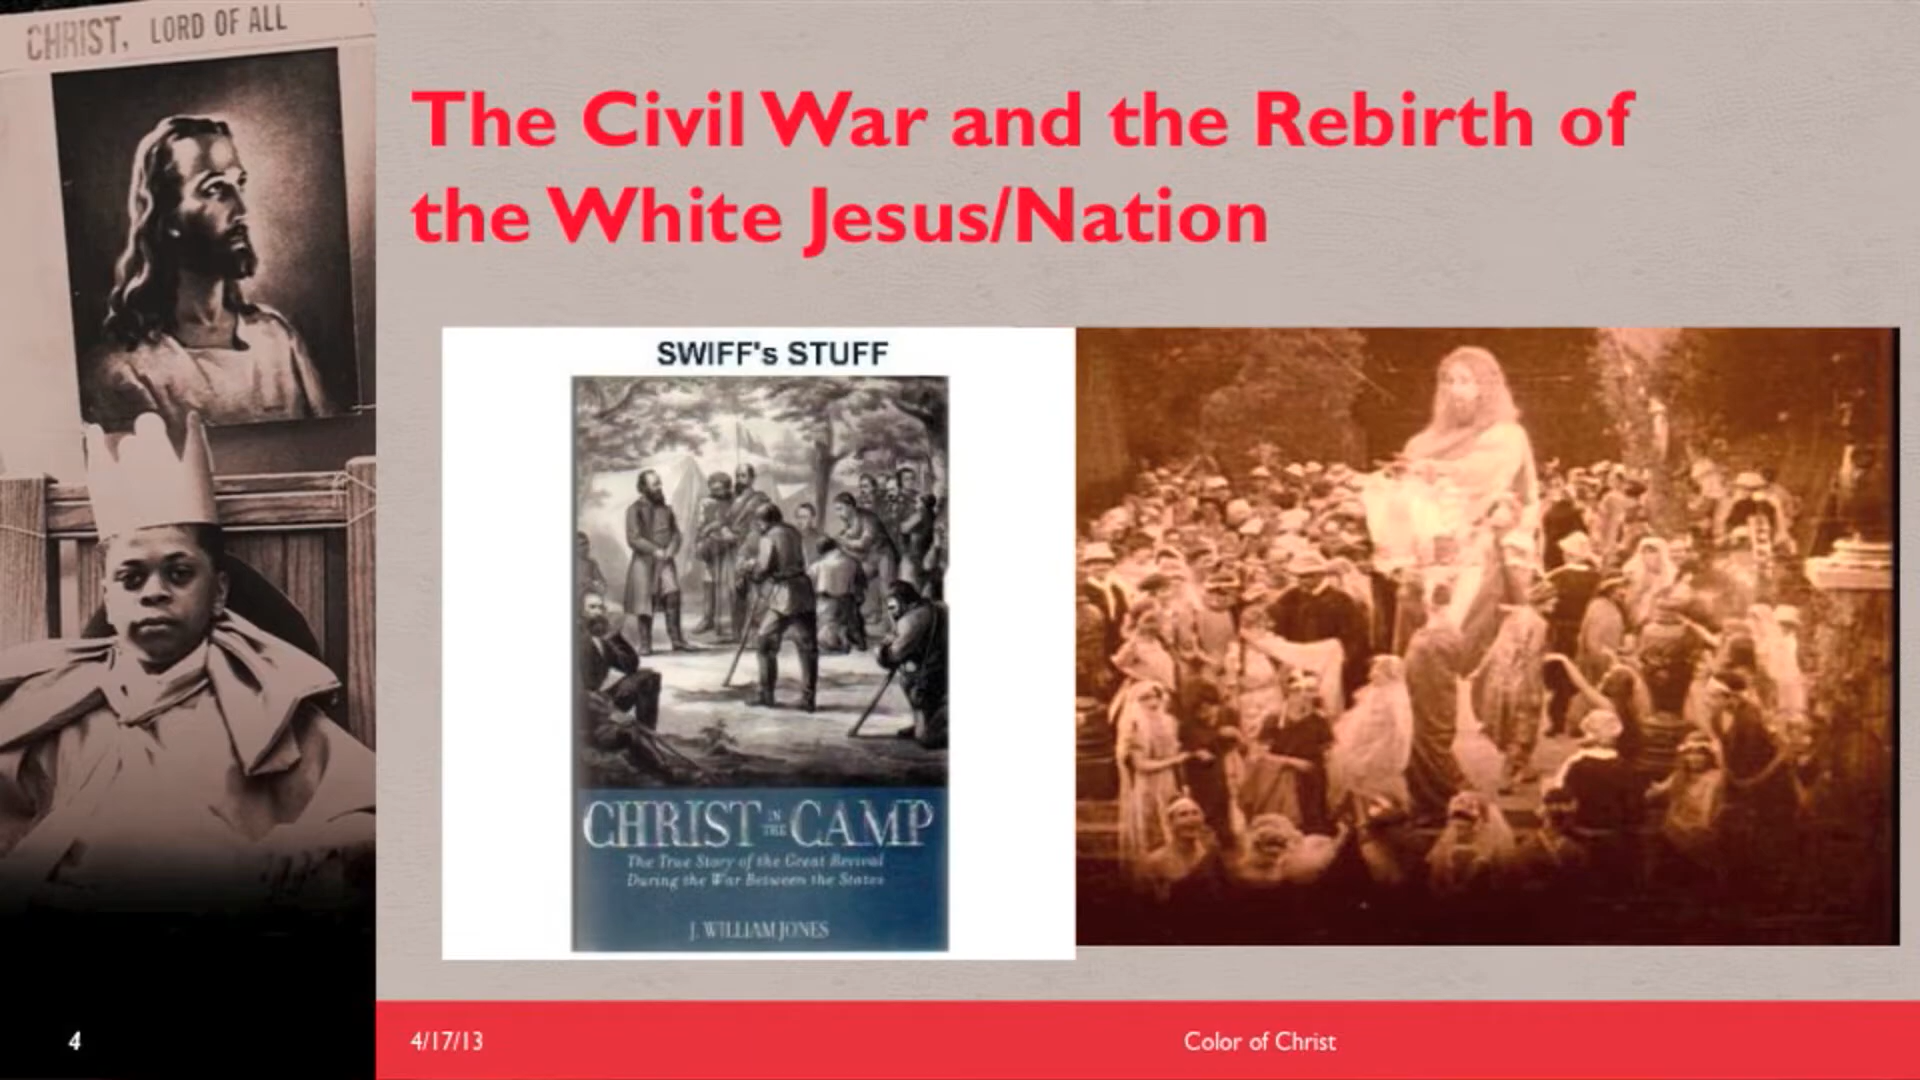 CHRIST, LORD OF ALL
The Civil War and the Rebirth of
the White Jesus/Nation
SWIFF's STUFF
CHRIST IN THE CAMP
The True Story of the Great Revival
During the War Between the States
J. WILLIAM JONES
4
4/17/13
Color of Christ